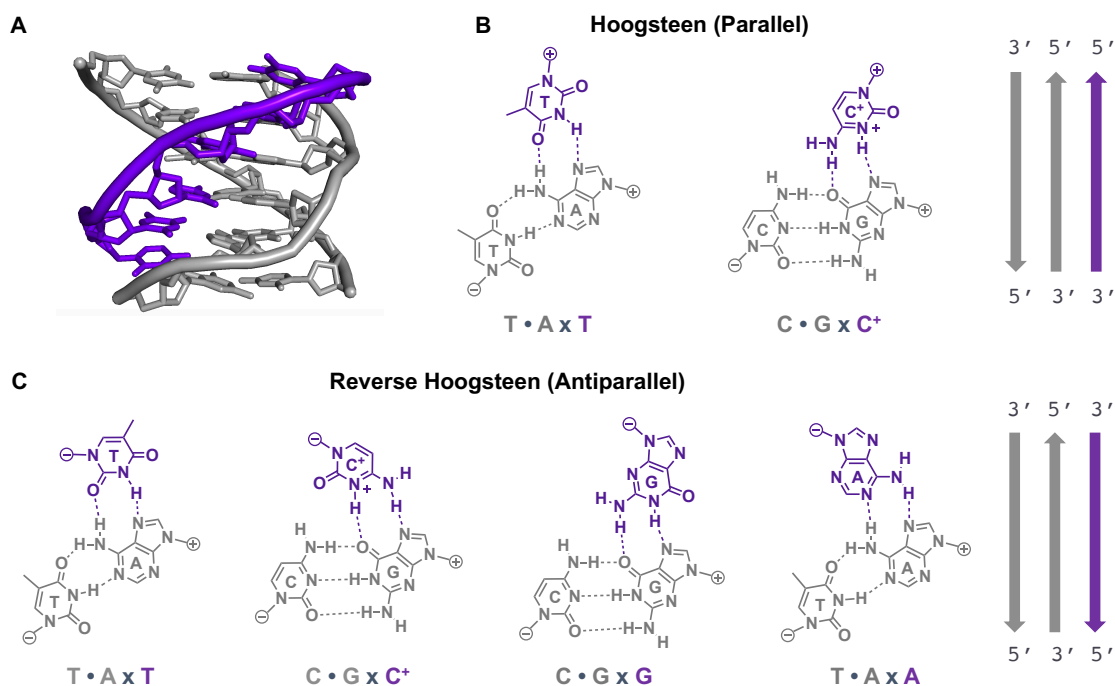 A
B
Hoogsteen (Parallel)
3′ 5′ 5′
⊕
N O
T
N
O H
H
H N N
N ⊕
A
N N
O
T N H
N O
⊖
T • A x T
⊕
N O
C⁺
N +
H N H
H
H O N
N H N ⊕
C N H N G
N O N
O H N H
H
⊖
C • G x C⁺
5′ 3′ 3′
C
Reverse Hoogsteen (Antiparallel)
3′ 5′ 3′
⊖ N T O
N
O H
H
H N N
N ⊕
A
O N N
T N H
N O
⊖
T • A x T
⊖
N C⁺ H
O N + N H
H H
H
N H O N
N ⊕
C N H N G
N O H N N
H
⊖
C • G x C⁺
⊖
N N
N G
H N N O
H H
H
N H O N
N ⊕
C N H N G
N O H N N
H
⊖
C • G x G
⊖
N N
H
N A N H
N
H
H N N
N ⊕
A
O N N
T N H
N O
⊖
T • A x A
5′ 3′ 5′